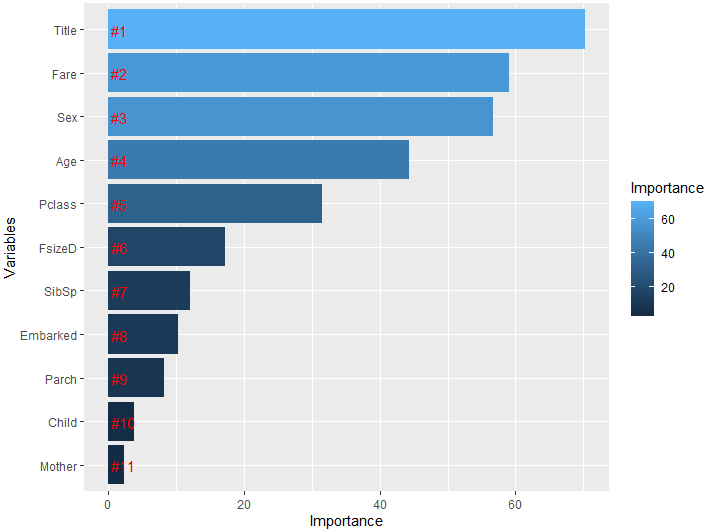 Title #1
Fare #2
Sex #3
Age #4
Pclass #5
FsizeD #6
SibSp #7
Embarked #8
Parch #9
Child #10
Mother #11
Variables
0 20 40 60
Importance
Importance
60
40
20